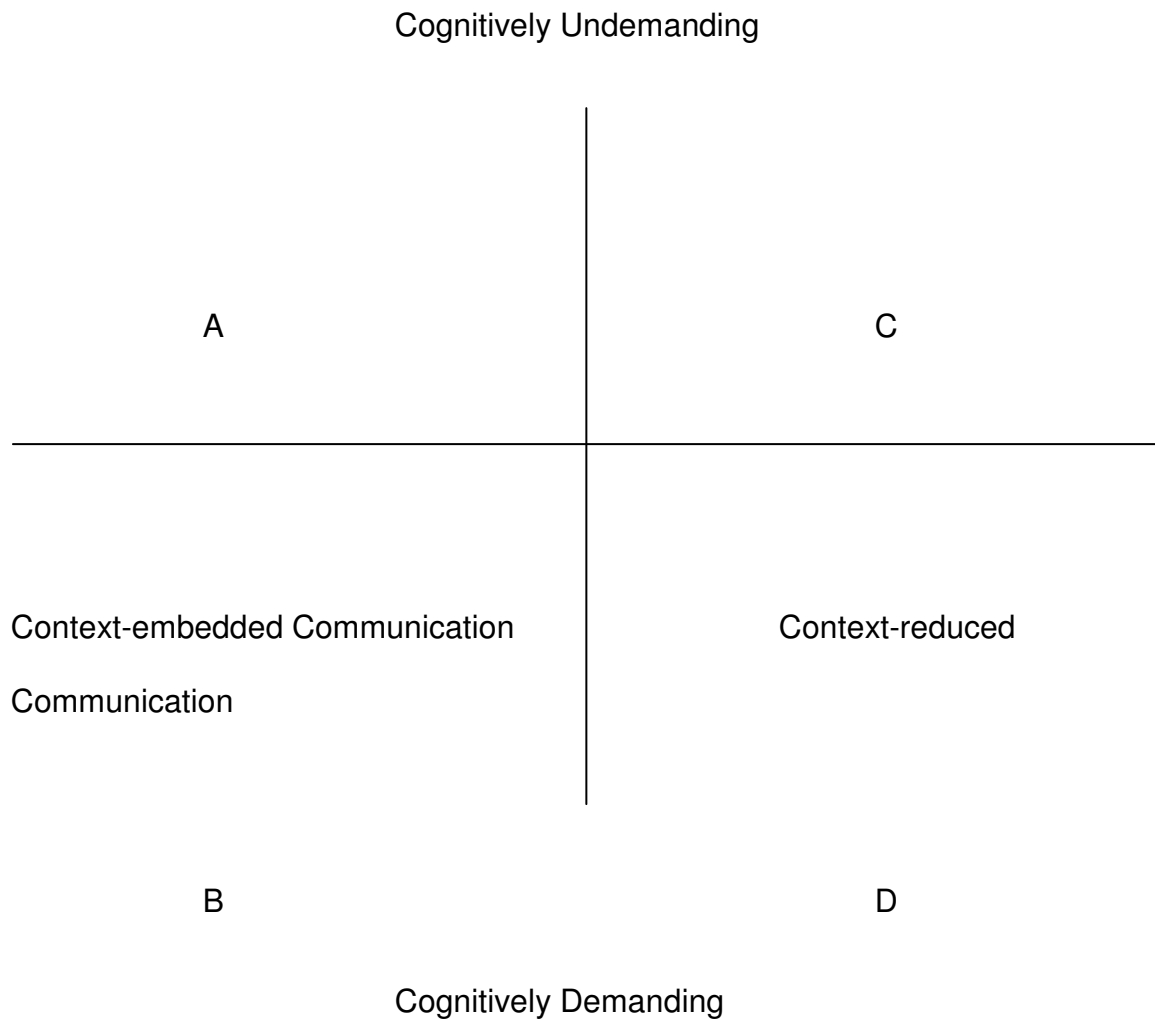 Cognitively Undemanding
A C
Context-embedded Communication Context-reduced
Communication
B D
Cognitively Demanding